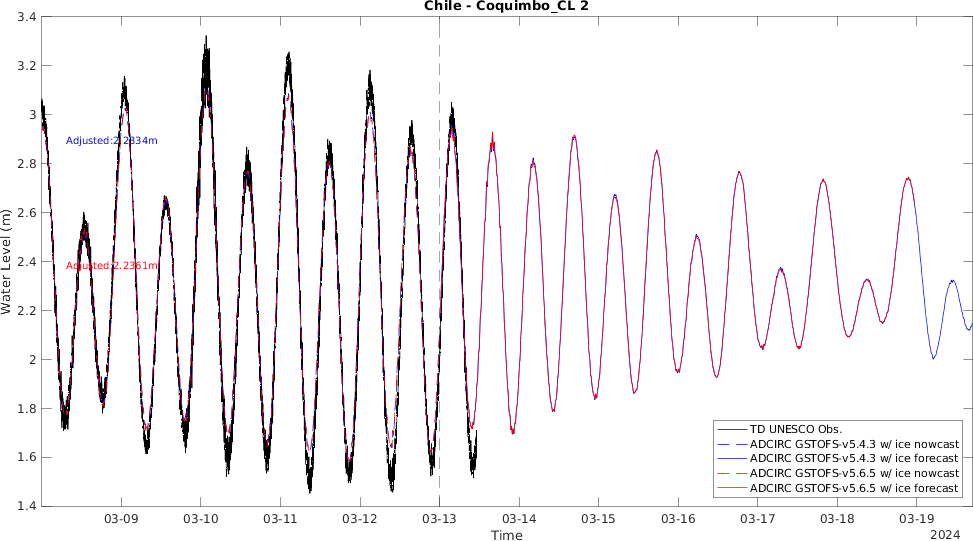 Chile - Coquimbo_CL 2
3.4
3.2
3
2.8
2.6
2.4
2.2
2
1.8
1.6
1.4
Water Level (m)
Adjusted:2.2334m
Adjusted:2.2361m
TD UNESCO Obs.
ADCIRC GSTOFS-v5.4.3 w/ ice nowcast
ADCIRC GSTOFS-v5.4.3 w/ ice forecast
ADCIRC GSTOFS-v5.6.5 w/ ice nowcast
ADCIRC GSTOFS-v5.6.5 w/ ice forecast
03-09 03-10 03-11 03-12 03-13 03-14 03-15 03-16 03-17 03-18 03-19
Time
2024